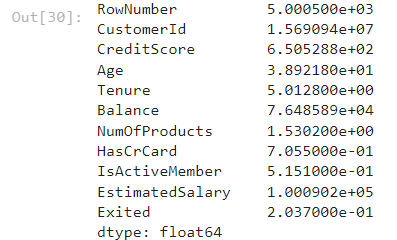 Out[30]: RowNumber 5.000500e+03
CustomerId 1.569094e+07
CreditScore 6.505288e+02
Age 3.892180e+01
Tenure 5.012800e+00
Balance 7.648589e+04
NumOfProducts 1.530200e+00
HasCrCard 7.055000e-01
IsActiveMember 5.151000e-01
EstimatedSalary 1.000902e+05
Exited 2.037000e-01
dtype: float64